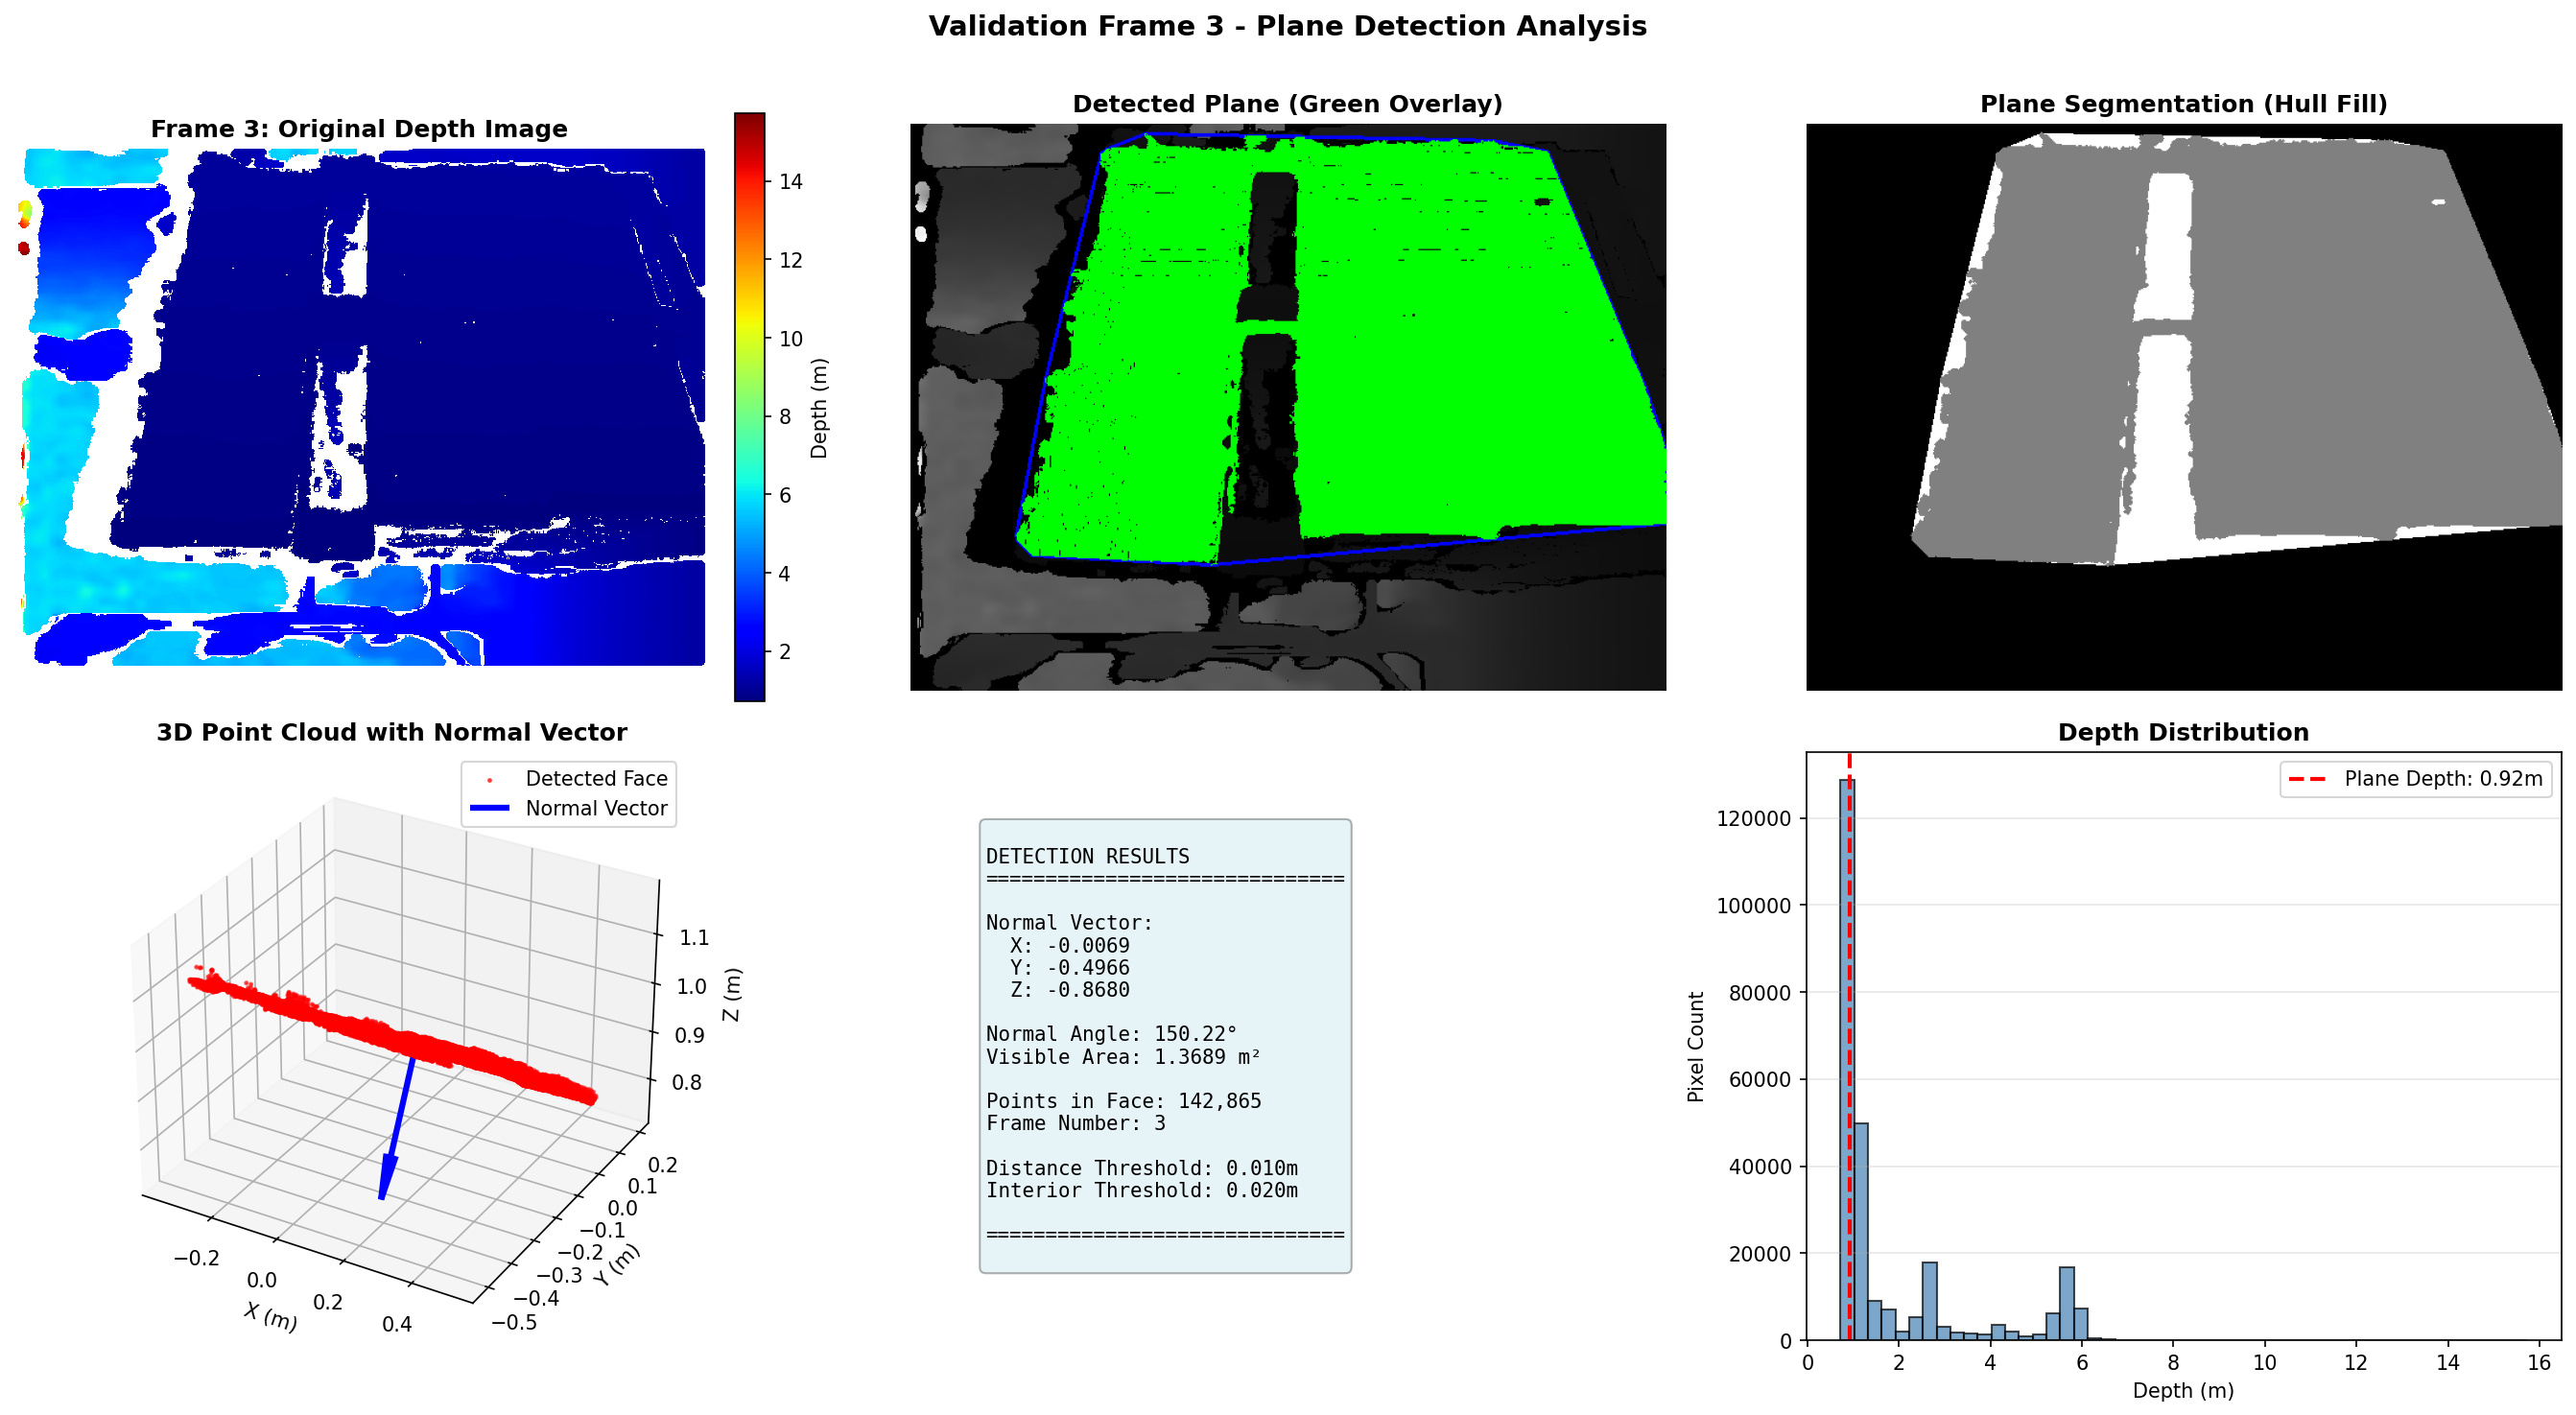 Validation Frame 3 - Plane Detection Analysis
Frame 3: Original Depth Image
14
12
10
8
6
4
2
Depth (m)
Detected Plane (Green Overlay)
Plane Segmentation (Hull Fill)
3D Point Cloud with Normal Vector
Detected Face
Normal Vector
1.1
1.0
0.9
0.8
Z (m)
0.2
0.1
0.0
−0.1
−0.2
−0.3
−0.4
−0.5
Y (m)
−0.2
0.0
0.2
0.4
X (m)
DETECTION RESULTS
==============================
Normal Vector:
X: -0.0069
Y: -0.4966
Z: -0.8680
Normal Angle: 150.22°
Visible Area: 1.3689 m²
Points in Face: 142,865
Frame Number: 3
Distance Threshold: 0.010m
Interior Threshold: 0.020m
==============================
Depth Distribution
Plane Depth: 0.92m
120000
100000
80000
60000
40000
20000
0
Pixel Count
0 2 4 6 8 10 12 14 16
Depth (m)